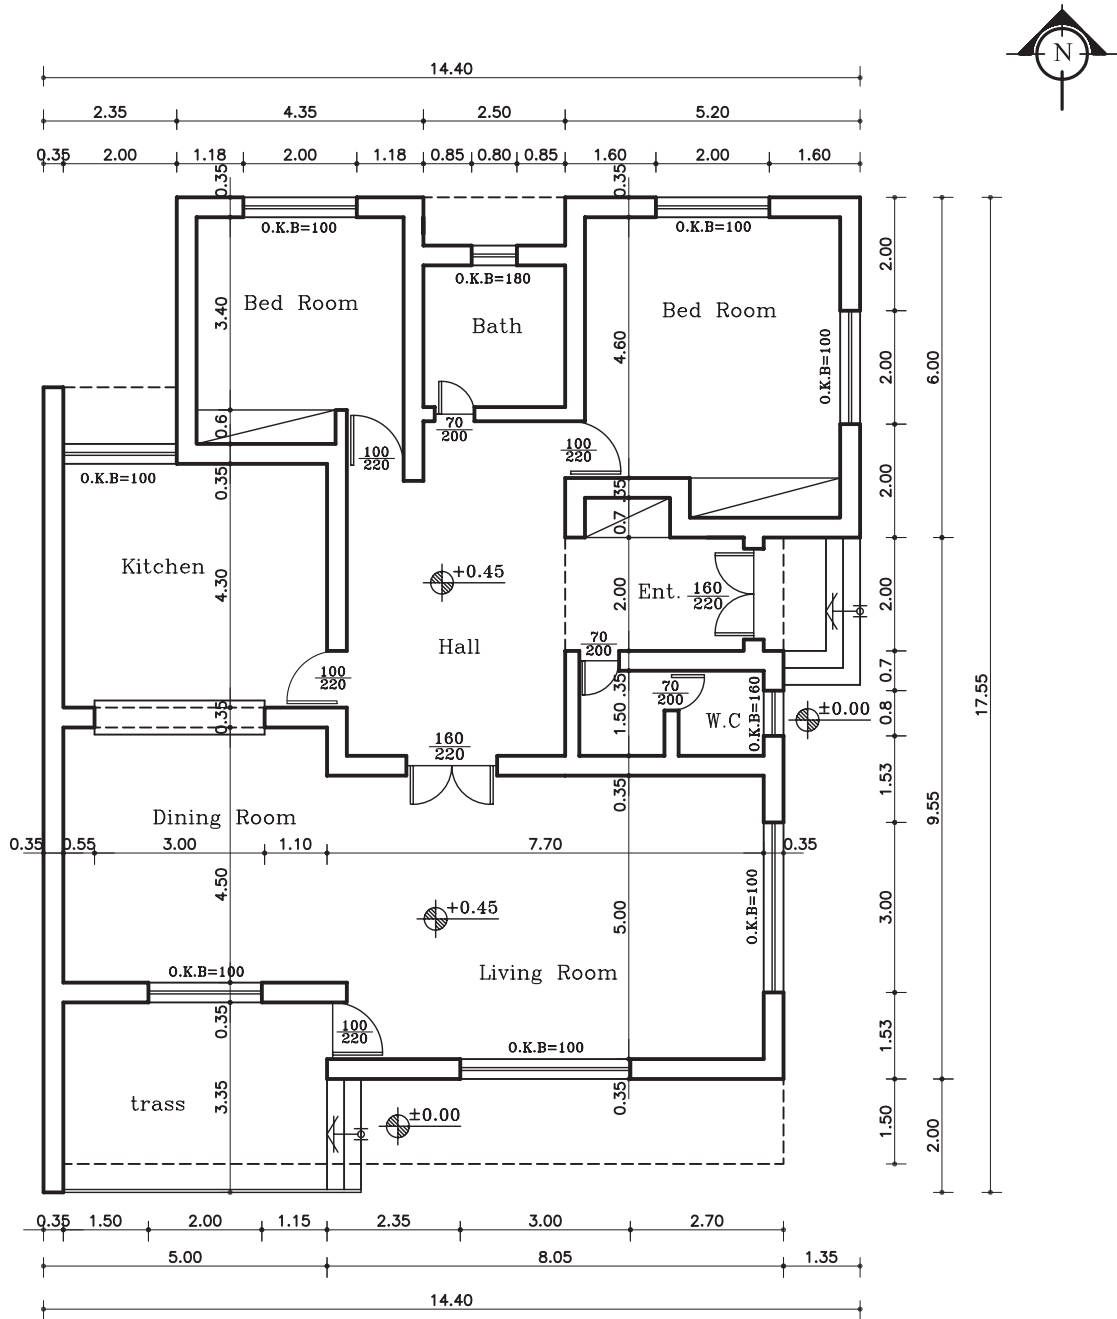 N
14.40
2.35 4.35 2.50 5.20
0.35 2.00 1.18 2.00 1.18 0.85 0.80 0.85 1.60 2.00 1.60
0.35 0.35
O.K.B=100 O.K.B=100
O.K.B=180
2.00
Bed Room
3.40
Bath
Bed Room
4.60
O.K.B=100
2.00
6.00
0.6
70
200
100
220
100
220
O.K.B=100
0.35
.35
2.00
0.7
Kitchen
4.30
+0.45
2.00
Ent.
160
220
2.00
Hall
70
200
100
220
.35
70
200
0.7
17.55
0.35
1.50
W.C
O.K.B=160
±0.00
0.8
160
220
0.35
1.53
Dining Room
9.55
0.35 0.55 3.00 1.10 7.70 0.35
4.50
+0.45
5.00
O.K.B=100
3.00
O.K.B=100
Living Room
0.35
100
220
O.K.B=100
1.53
trass
3.35
±0.00
0.35
1.50
2.00
0.35 1.50 2.00 1.15 2.35 3.00 2.70
5.00 8.05 1.35
14.40